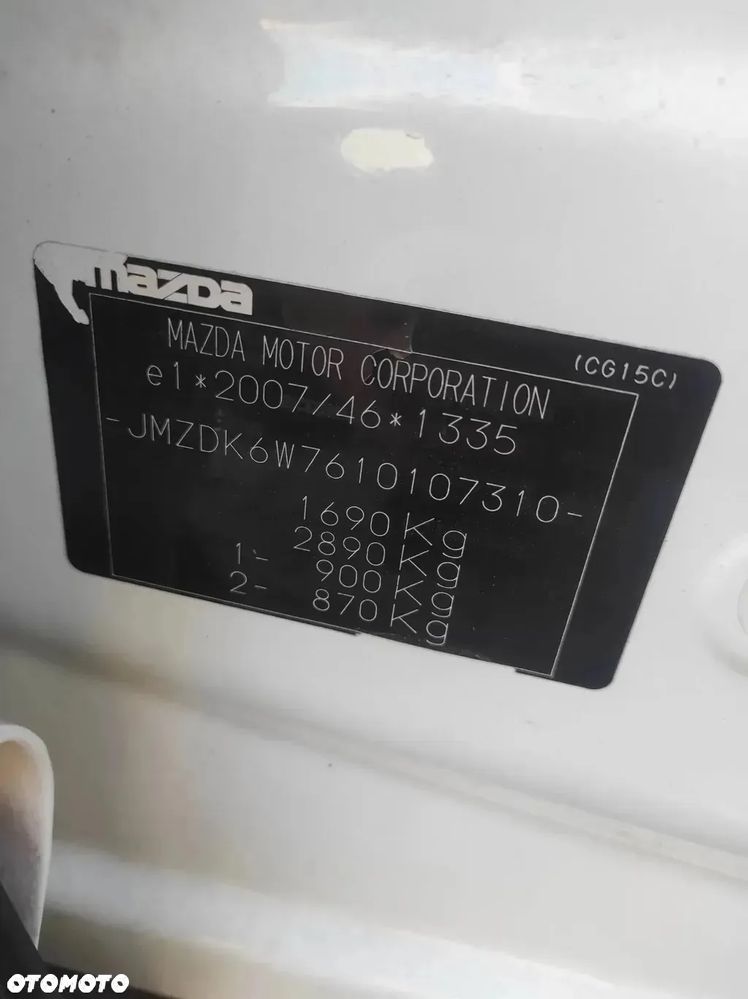 mazda
(CG15C)
MAZDA MOTOR CORPORATION
e1*2007/46*1335
-JMZDK6W7610107310-
1690Kg
2890Kg
1- 900Kg
2- 870Kg
OTOMOTO